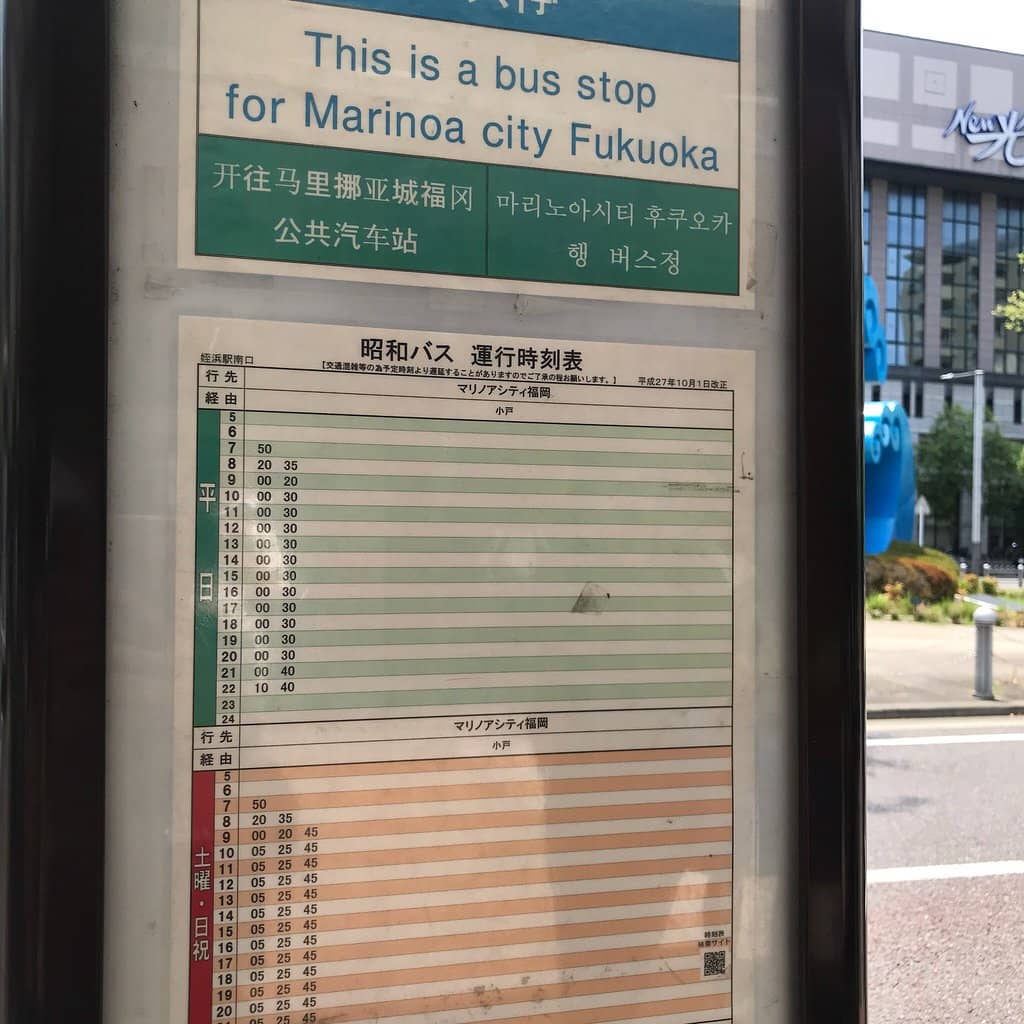 This is a bus stop
for Marinoa city Fukuoka
开往马里挪亚城福冈
公共汽车站
마리노아시티 후쿠오카
행 버스정
New
姪浜駅南口
昭和バス 運行時刻表
【交通混雑等の為予定時刻より遅延することがありますのでご了承の程お願いします。】
平成27年10月1日改正
行先 マリノアシティ福岡
経由 小戸
平日
5
6
7 50
8 20 35
9 00 20
10 00 30
11 00 30
12 00 30
13 00 30
14 00 30
15 00 30
16 00 30
17 00 30
18 00 30
19 00 30
20 00 30
21 00 40
22 10 40
23
24
行先 マリノアシティ福岡
経由 小戸
土曜・日祝
5
6
7 50
8 20 35
9 00 20 45
10 05 25 45
11 05 25 45
12 05 25 45
13 05 25 45
14 05 25 45
15 05 25 45
16 05 25 45
17 05 25 45
18 05 25 45
19 05 25 45
20 05 25 45
05 25 45
時刻表
検索サイト